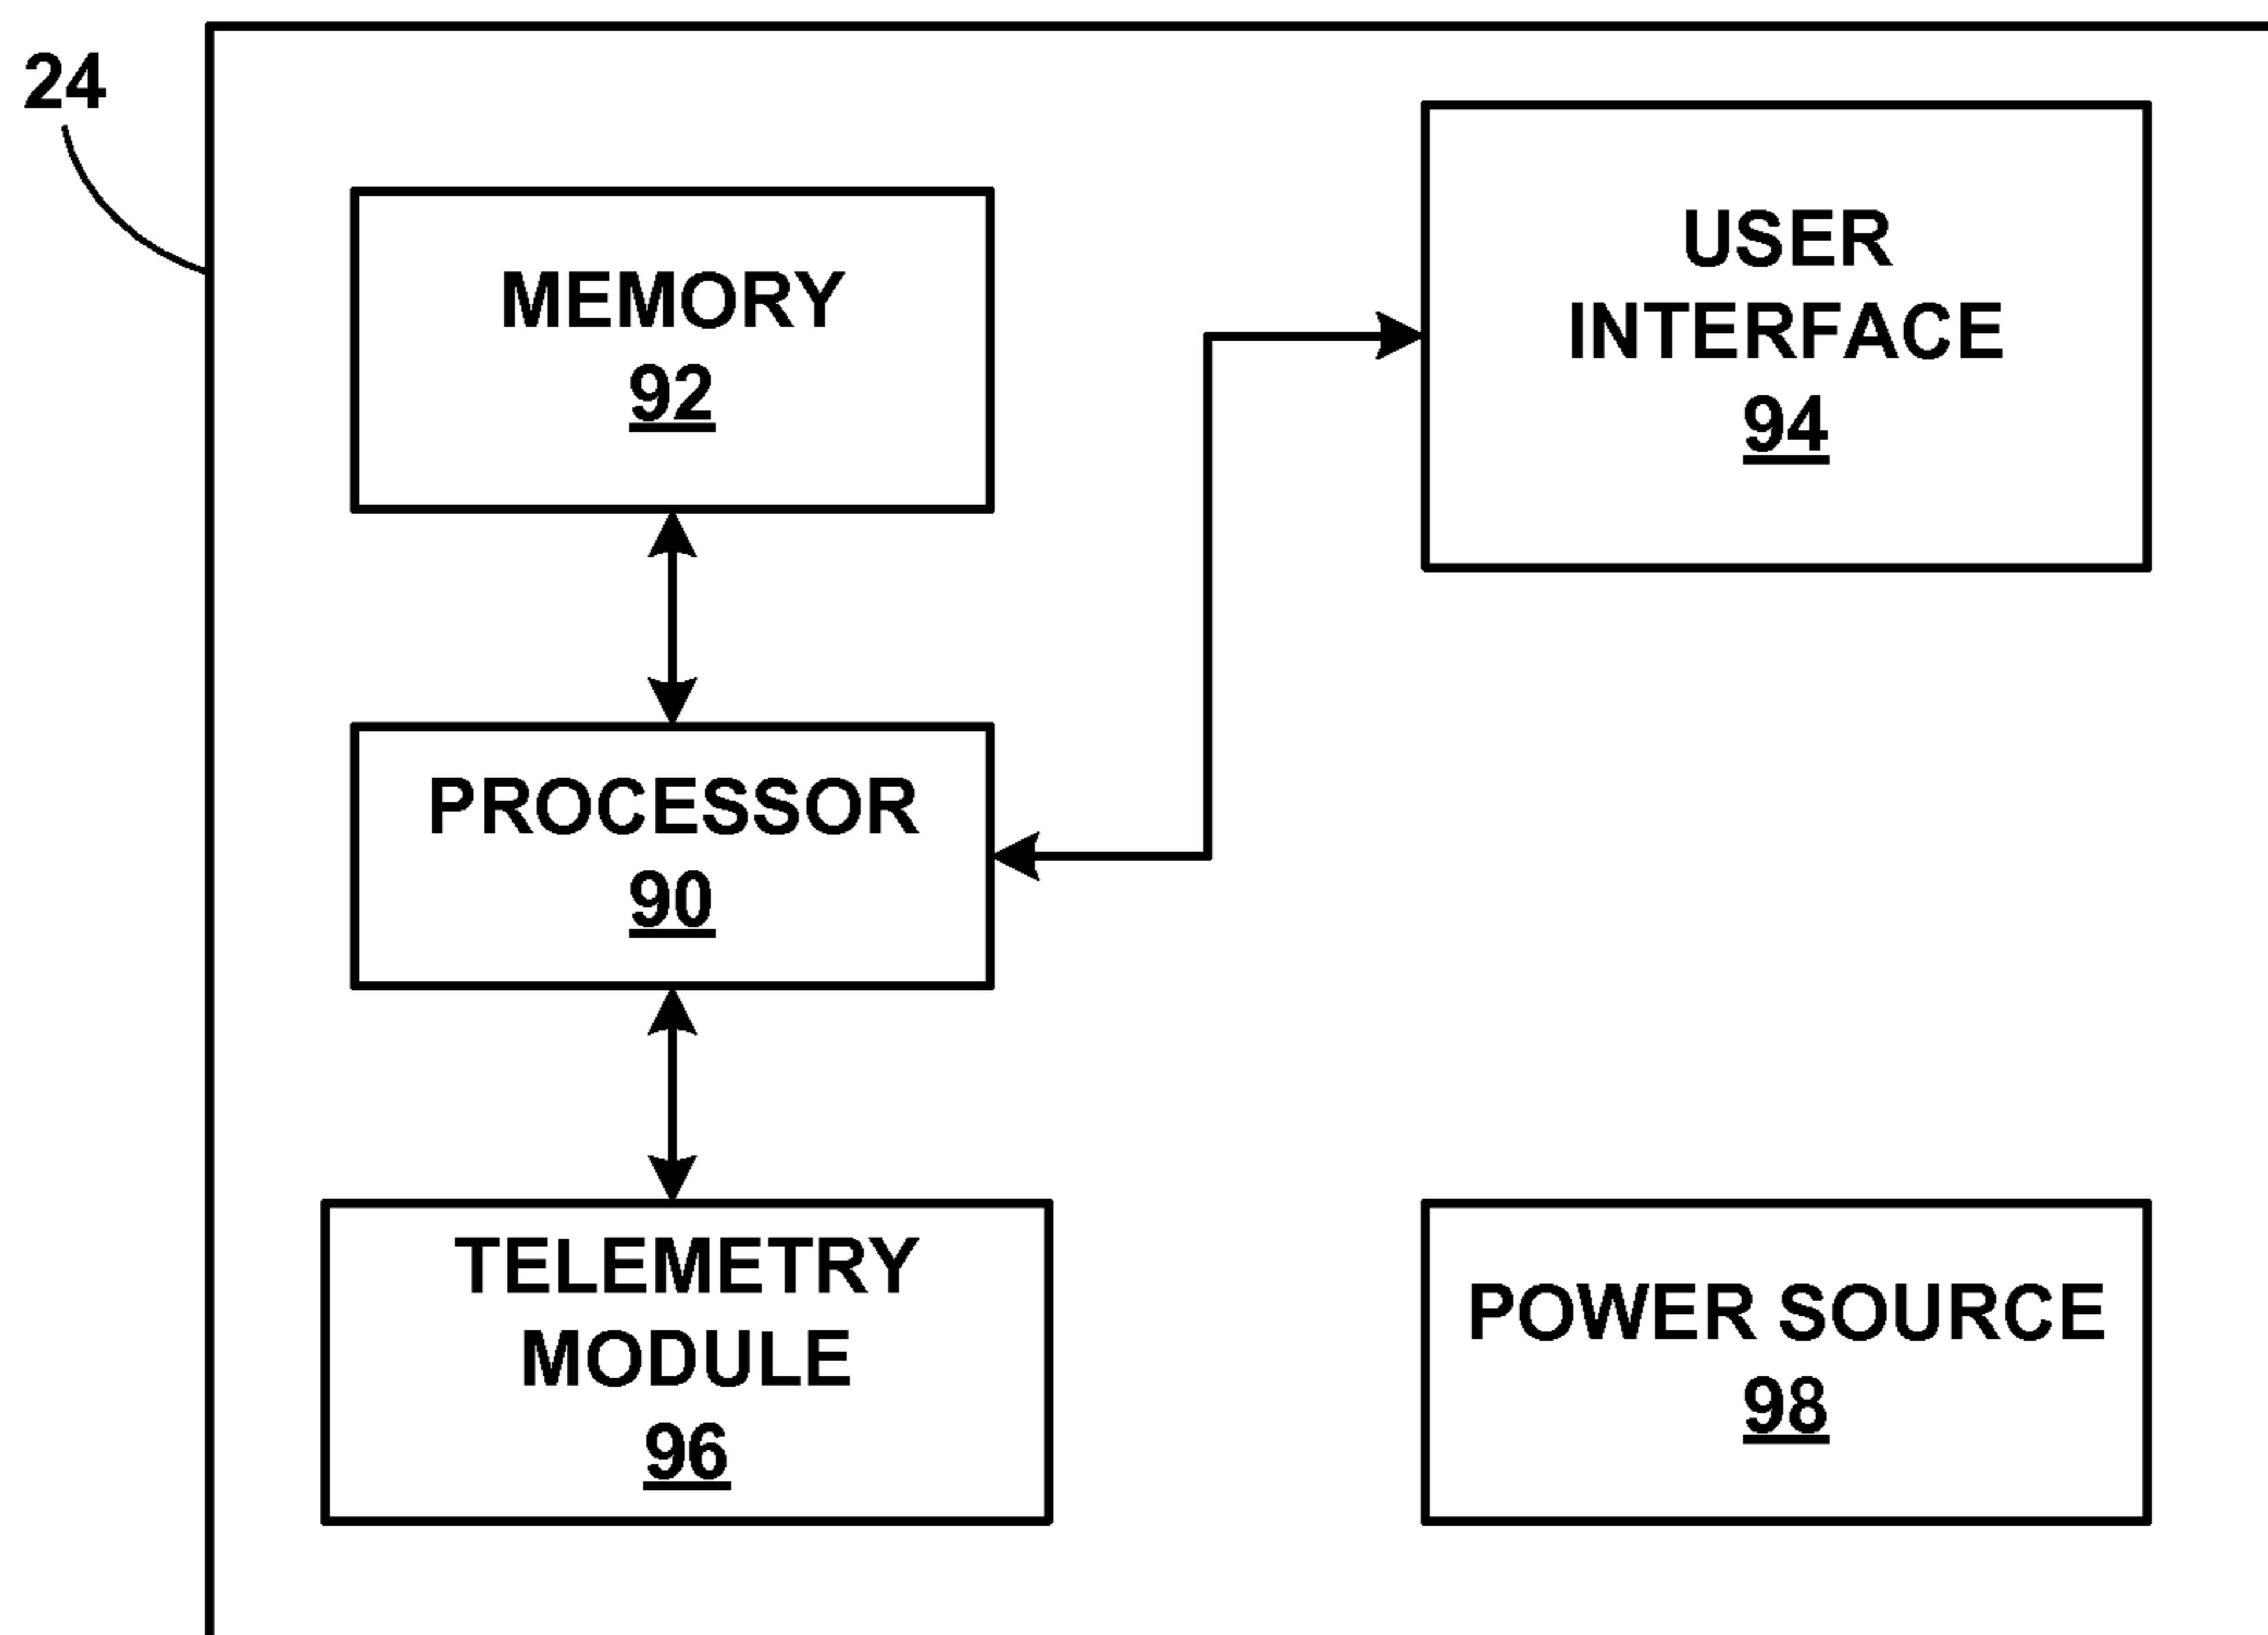 24
MEMORY
92
USER
INTERFACE
94
PROCESSOR
90
TELEMETRY
MODULE
96
POWER SOURCE
98